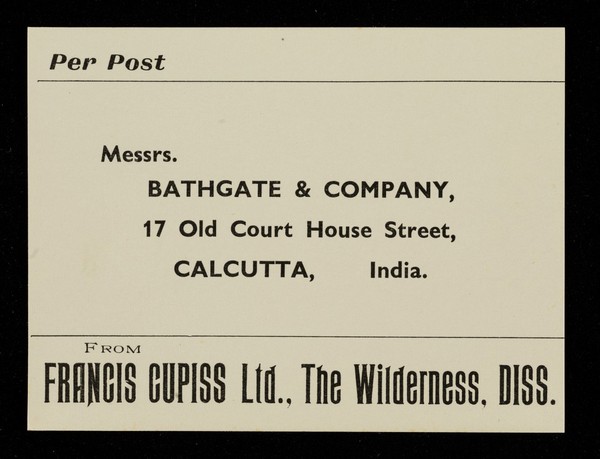 Per Post
Messrs.
BATHGATE & COMPANY,
17 Old Court House Street,
CALCUTTA, India.
FROM
FRANCIS CUPISS Ltd., The Wilderness, DISS.